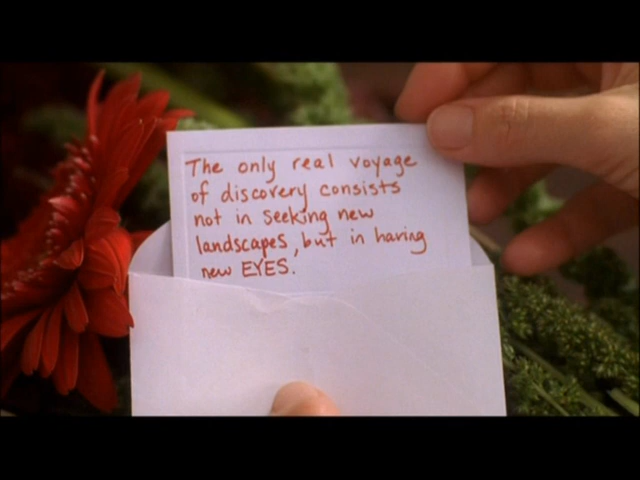 The only real voyage
of discovery consists
not in seeking new
landscapes, but in having
new EYES.